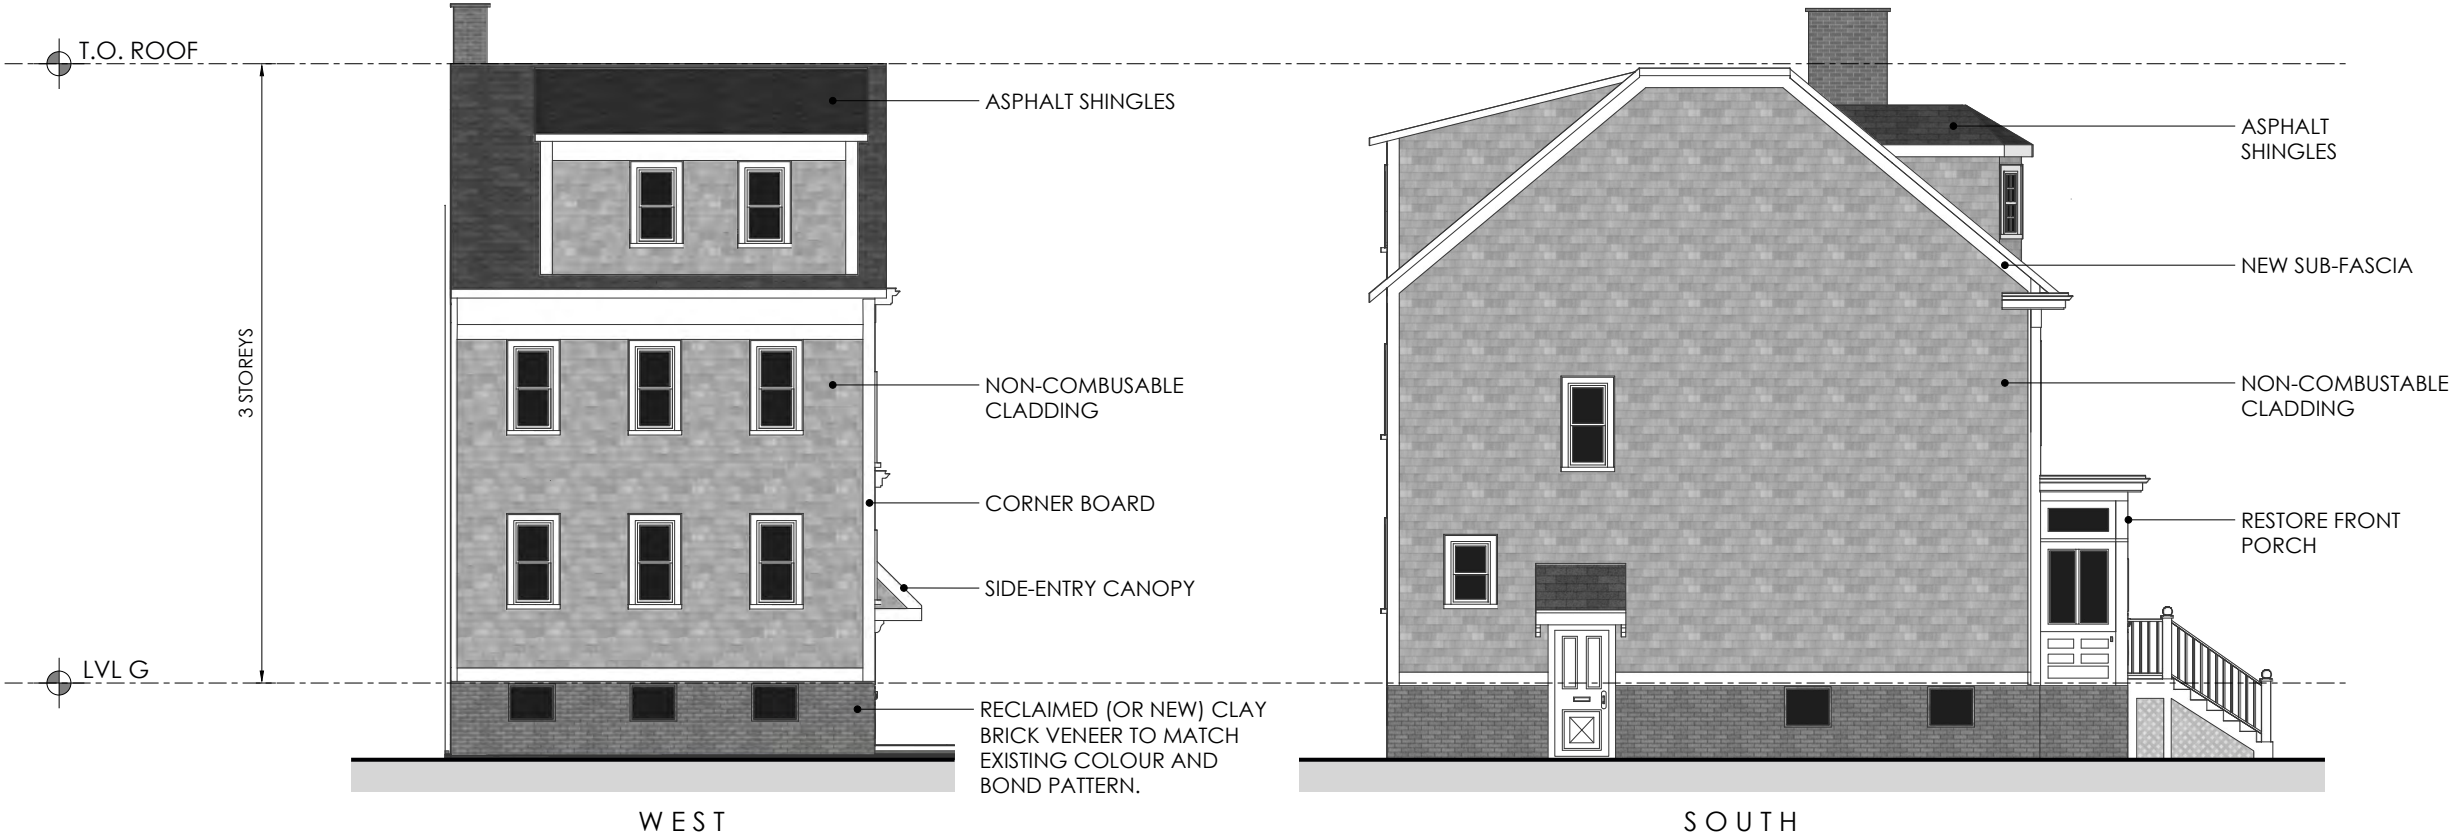 T.O. ROOF
3 STOREYS
LVL G
ASPHALT SHINGLES
NON-COMBUSABLE
CLADDING
CORNER BOARD
SIDE-ENTRY CANOPY
RECLAIMED (OR NEW) CLAY
BRICK VENEER TO MATCH
EXISTING COLOUR AND
BOND PATTERN.
WEST
ASPHALT
SHINGLES
NEW SUB-FASCIA
NON-COMBUSTABLE
CLADDING
RESTORE FRONT
PORCH
SOUTH